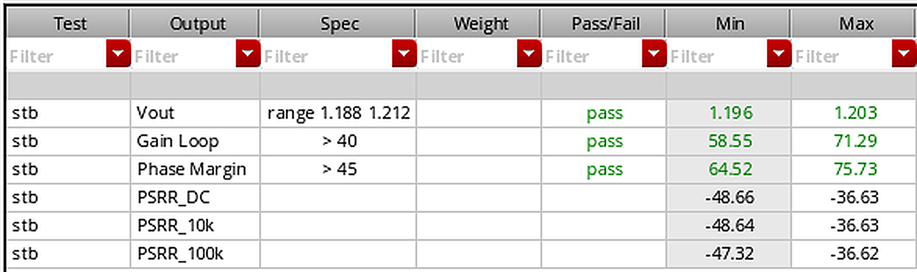 Test Output Spec Weight Pass/Fail Min Max
Filter Filter Filter Filter Filter Filter Filter
stb Vout range 1.188 1.212 pass 1.196 1.203
stb Gain Loop > 40 pass 58.55 71.29
stb Phase Margin > 45 pass 64.52 75.73
stb PSRR_DC -48.66 -36.63
stb PSRR_10k -48.64 -36.63
stb PSRR_100k -47.32 -36.62